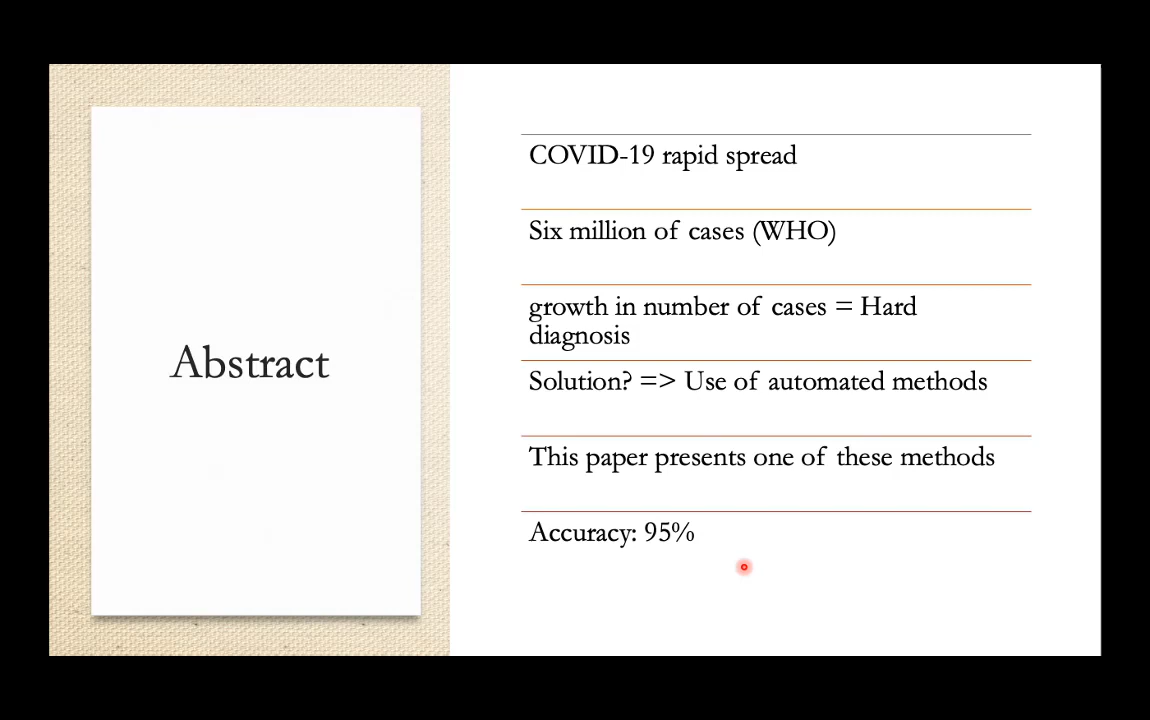 Abstract
COVID-19 rapid spread
Six million of cases (WHO)
growth in number of cases = Hard
diagnosis
Solution? => Use of automated methods
This paper presents one of these methods
Accuracy: 95%